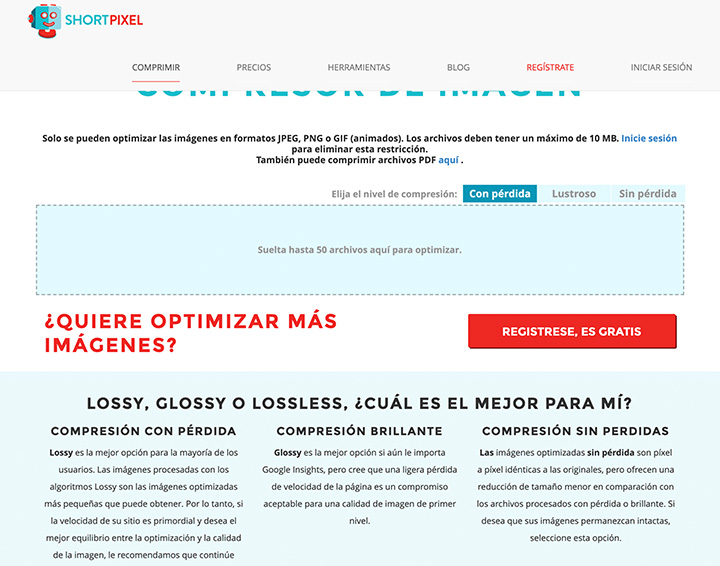 SHORTPIXEL
COMPRIMIR
PRECIOS
HERRAMIENTAS
BLOG
REGÍSTRATE
INICIAR SESIÓN
COMPRESOR DE IMAGEN
Solo se pueden optimizar las imágenes en formatos JPEG, PNG o GIF (animados). Los archivos deben tener un máximo de 10 MB. Inicie sesión
para eliminar esta restricción.
También puede comprimir archivos PDF aquí .
Elija el nivel de compresión:
Con pérdida
Lustroso
Sin pérdida
Suelta hasta 50 archivos aquí para optimizar.
¿QUIERE OPTIMIZAR MÁS
IMÁGENES?
REGISTRESE, ES GRATIS
LOSSY, GLOSSY O LOSSLESS, ¿CUÁL ES EL MEJOR PARA MÍ?
COMPRESIÓN CON PÉRDIDA
Lossy es la mejor opción para la mayoría de los
usuarios. Las imágenes procesadas con los
algoritmos Lossy son las imágenes optimizadas
más pequeñas que puede obtener. Por lo tanto, si
la velocidad de su sitio es primordial y desea el
mejor equilibrio entre la optimización y la calidad
de la imagen, le recomendamos que continúe
COMPRESIÓN BRILLANTE
Glossy es la mejor opción si aún le importa
Google Insights, pero cree que una ligera pérdida
de velocidad de la página es un compromiso
aceptable para una calidad de imagen de primer
nivel.
COMPRESIÓN SIN PERDIDAS
Las imágenes optimizadas sin pérdida son píxel
a píxel idénticas a las originales, pero ofrecen una
reducción de tamaño menor en comparación con
los archivos procesados con pérdida o brillante. Si
desea que sus imágenes permanezcan intactas,
seleccione esta opción.